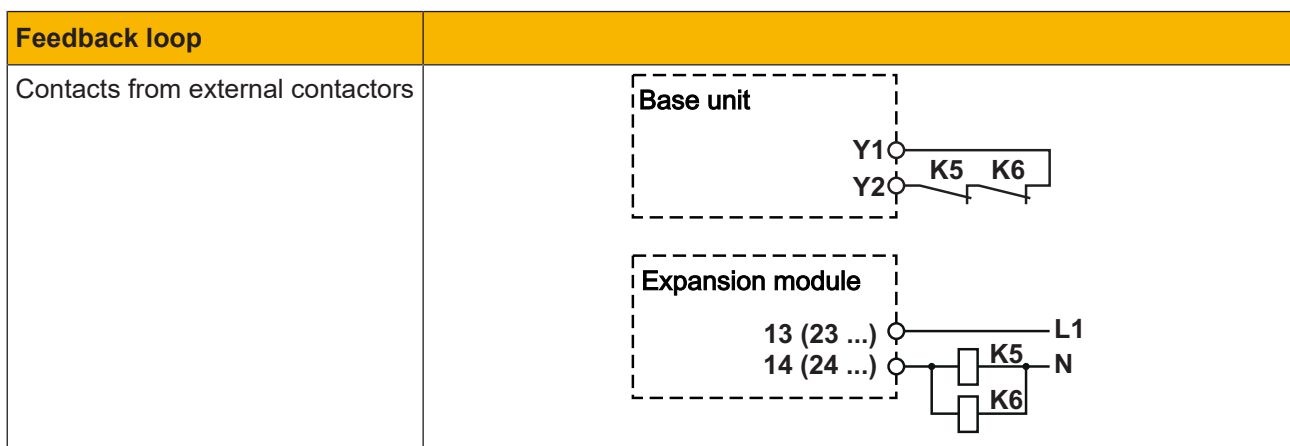 Feedback loop
Contacts from external contactors
Base unit
Y1
K5 K6
Y2
Expansion module
13 (23 ...) L1
14 (24 ...) K5 N
K6